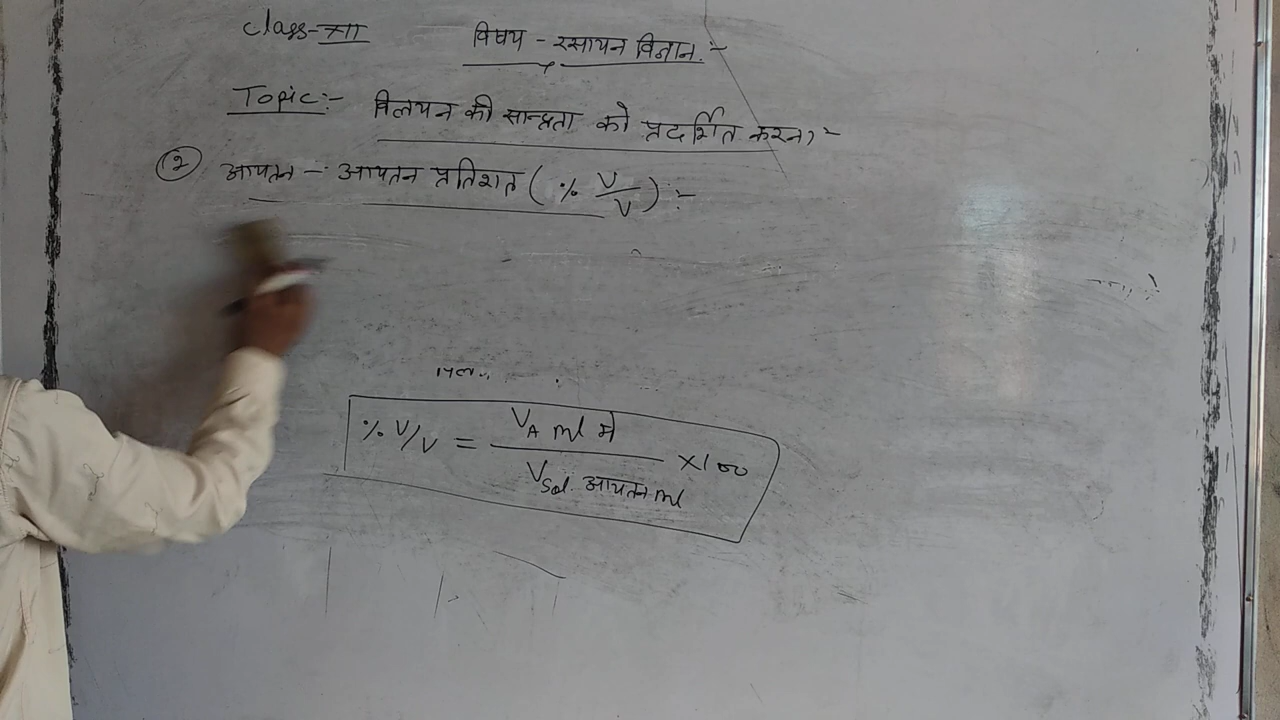 Class-XII
विषय - रसायन विज्ञान :-
Topic:- विलयन की सान्द्रता को प्रदर्शित करना :-
(2) आयतन - आयतन प्रतिशत ( % V/V ) :-
% V/V = V_A ml में / V_Sol. आयतन ml × 100